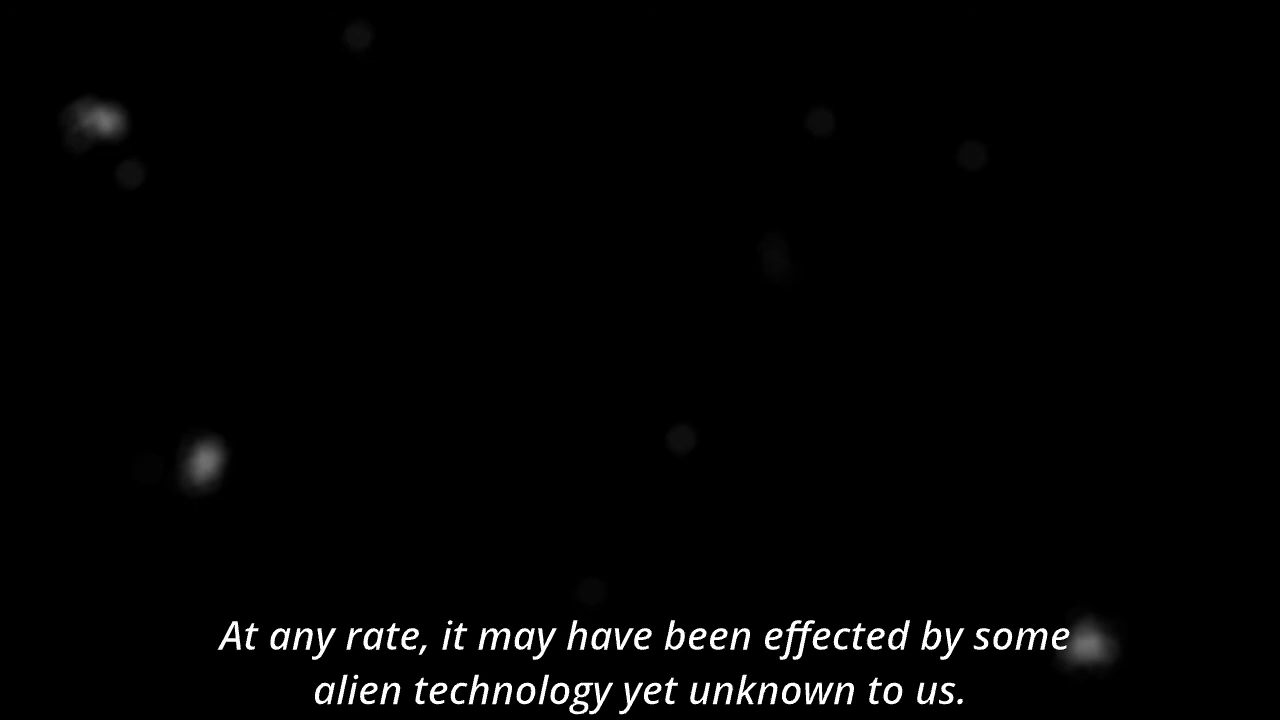 At any rate, it may have been effected by some
alien technology yet unknown to us.